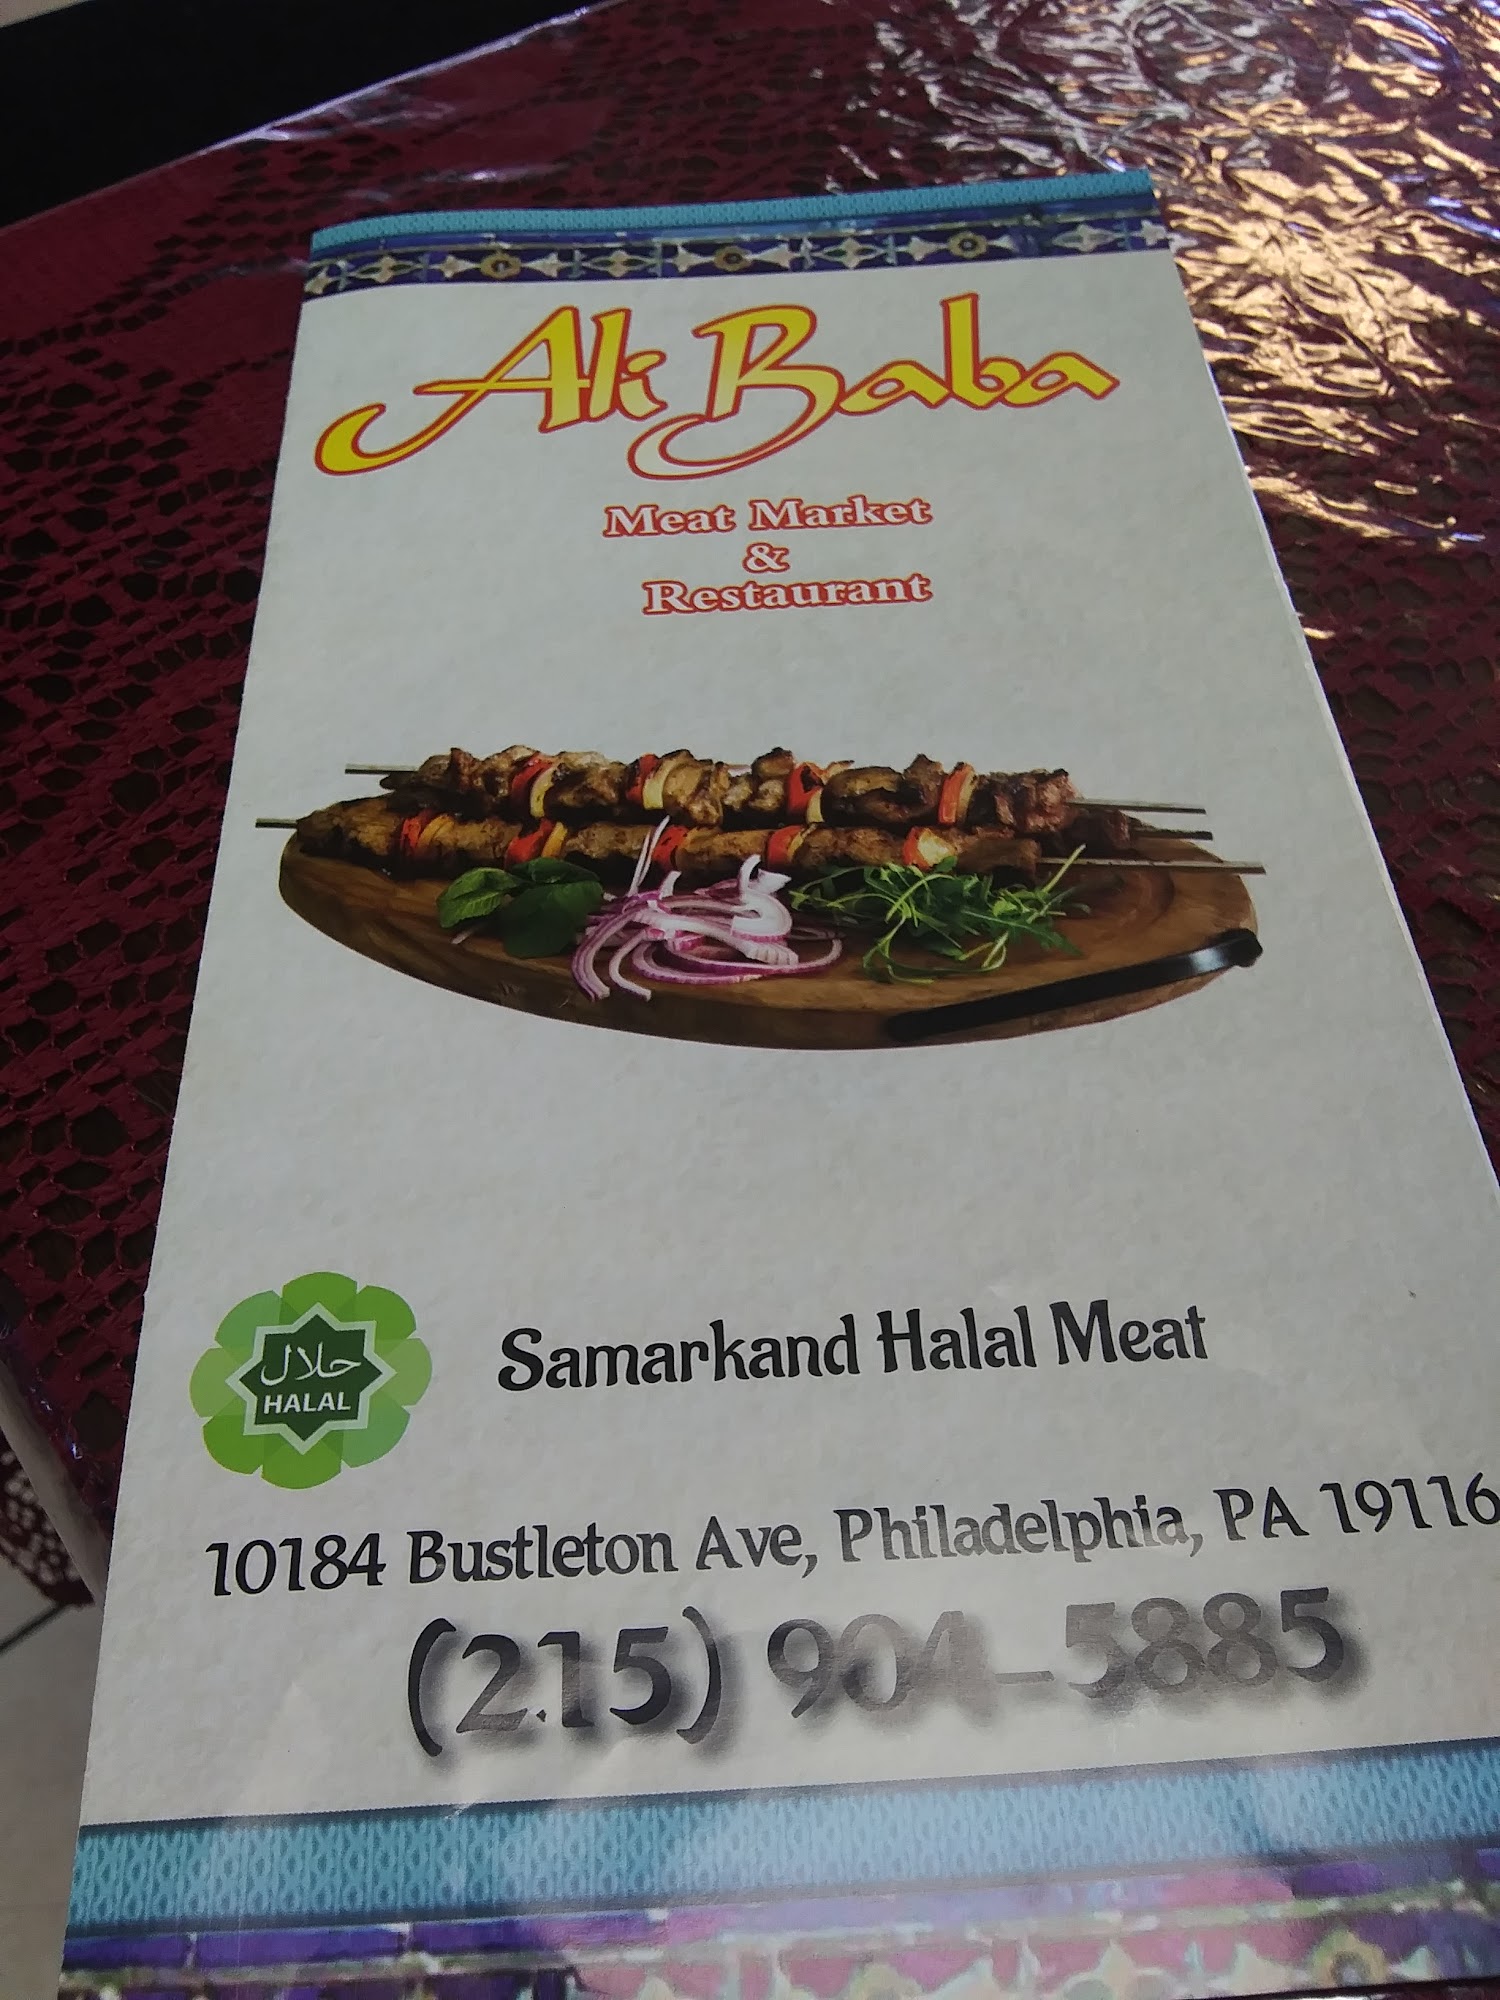 Ali Baba
Meat Market
&
Restaurant
حلال
HALAL
Samarkand Halal Meat
10184 Bustleton Ave, Philadelphia, PA 19116
(215) 904-5885